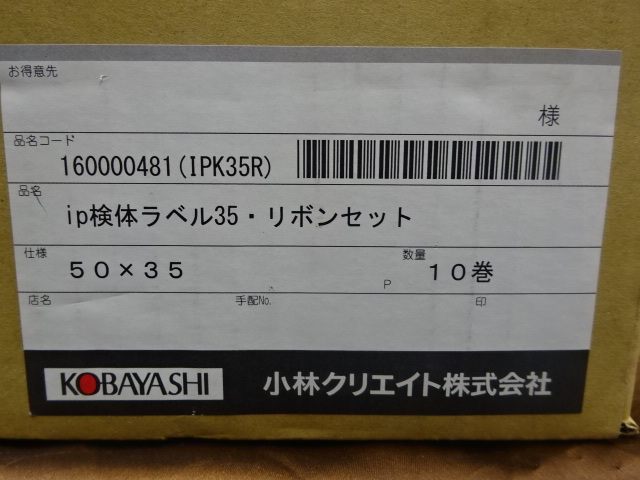 お得意先
様
品名コード
160000481(IPK35R)
品名
ip検体ラベル35・リボンセット
仕様
50×35
数量
P
10巻
店名
手配No.
印
KOBAYASHI 小林クリエイト株式会社